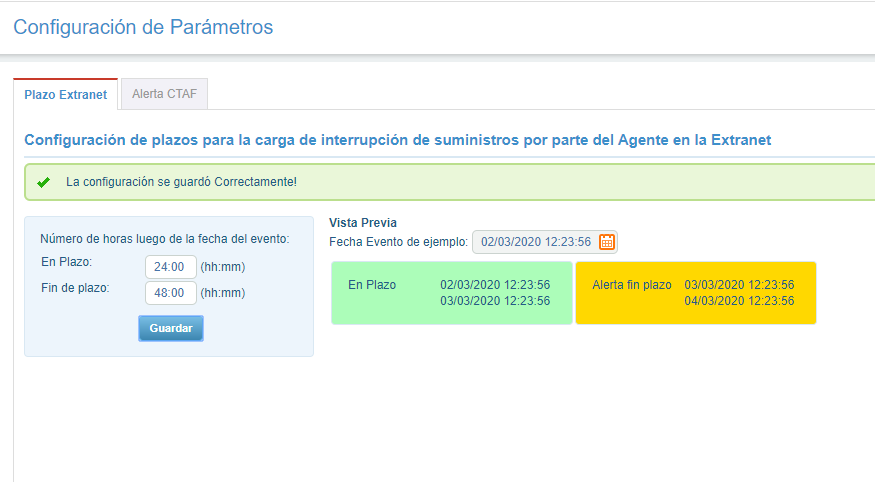 Configuración de Parámetros
Plazo Extranet
Alerta CTAF
Configuración de plazos para la carga de interrupción de suministros por parte del Agente en la Extranet
La configuración se guardó Correctamente!
Número de horas luego de la fecha del evento:
En Plazo: 24:00 (hh:mm)
Fin de plazo: 48:00 (hh:mm)
Guardar
Vista Previa
Fecha Evento de ejemplo: 02/03/2020 12:23:56
En Plazo 02/03/2020 12:23:56
03/03/2020 12:23:56
Alerta fin plazo 03/03/2020 12:23:56
04/03/2020 12:23:56